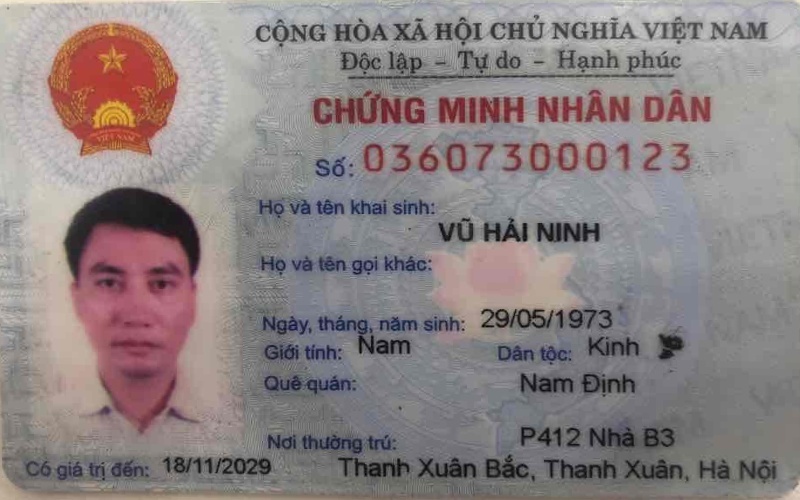 CỘNG HÒA XÃ HỘI CHỦ NGHĨA VIỆT NAM
Độc lập – Tự do – Hạnh phúc
CHỨNG MINH NHÂN DÂN
Số: 036073000123
Họ và tên khai sinh:
VŨ HẢI NINH
Họ và tên gọi khác:
Ngày, tháng, năm sinh: 29/05/1973
Giới tính: Nam Dân tộc: Kinh
Quê quán:
Nam Định
Nơi thường trú: P412 Nhà B3
Có giá trị đến: 18/11/2029 Thanh Xuân Bắc, Thanh Xuân, Hà Nội
VIỆT NAM